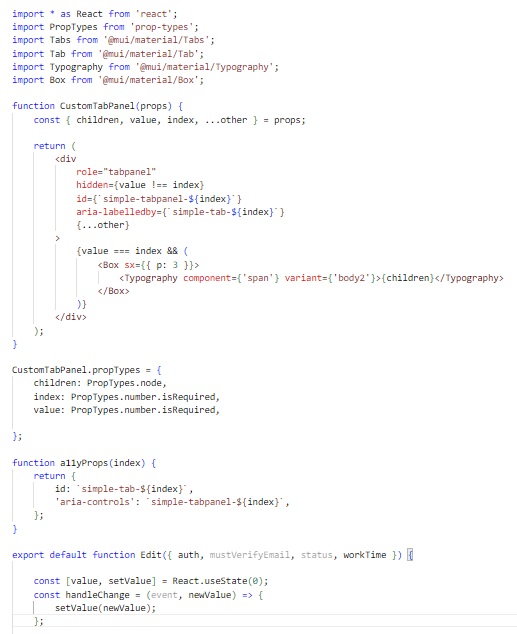 import * as React from 'react';
import PropTypes from 'prop-types';
import Tabs from '@mui/material/Tabs';
import Tab from '@mui/material/Tab';
import Typography from '@mui/material/Typography';
import Box from '@mui/material/Box';

function CustomTabPanel(props) {
    const { children, value, index, ...other } = props;

    return (
        <div
            role="tabpanel"
            hidden={value !== index}
            id={`simple-tabpanel-${index}`}
            aria-labelledby={`simple-tab-${index}`}
            {...other}
        >
            {value === index && (
                <Box sx={{ p: 3 }}>
                    <Typography component={'span'} variant={'body2'}>{children}</Typography>
                </Box>
            )}
        </div>
    );
}

CustomTabPanel.propTypes = {
    children: PropTypes.node,
    index: PropTypes.number.isRequired,
    value: PropTypes.number.isRequired,

};

function a11yProps(index) {
    return {
        id: `simple-tab-${index}`,
        'aria-controls': `simple-tabpanel-${index}`,
    };
}

export default function Edit({ auth, mustVerifyEmail, status, workTime }) {

    const [value, setValue] = React.useState(0);
    const handleChange = (event, newValue) => {
        setValue(newValue);
    };